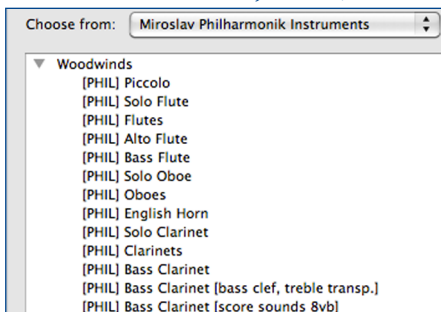 Choose from: Miroslav Philharmonik Instruments
Woodwinds
[PHIL] Piccolo
[PHIL] Solo Flute
[PHIL] Flutes
[PHIL] Alto Flute
[PHIL] Bass Flute
[PHIL] Solo Oboe
[PHIL] Oboes
[PHIL] English Horn
[PHIL] Solo Clarinet
[PHIL] Clarinets
[PHIL] Bass Clarinet
[PHIL] Bass Clarinet [bass clef, treble transp.]
[PHIL] Bass Clarinet [score sounds 8vb]